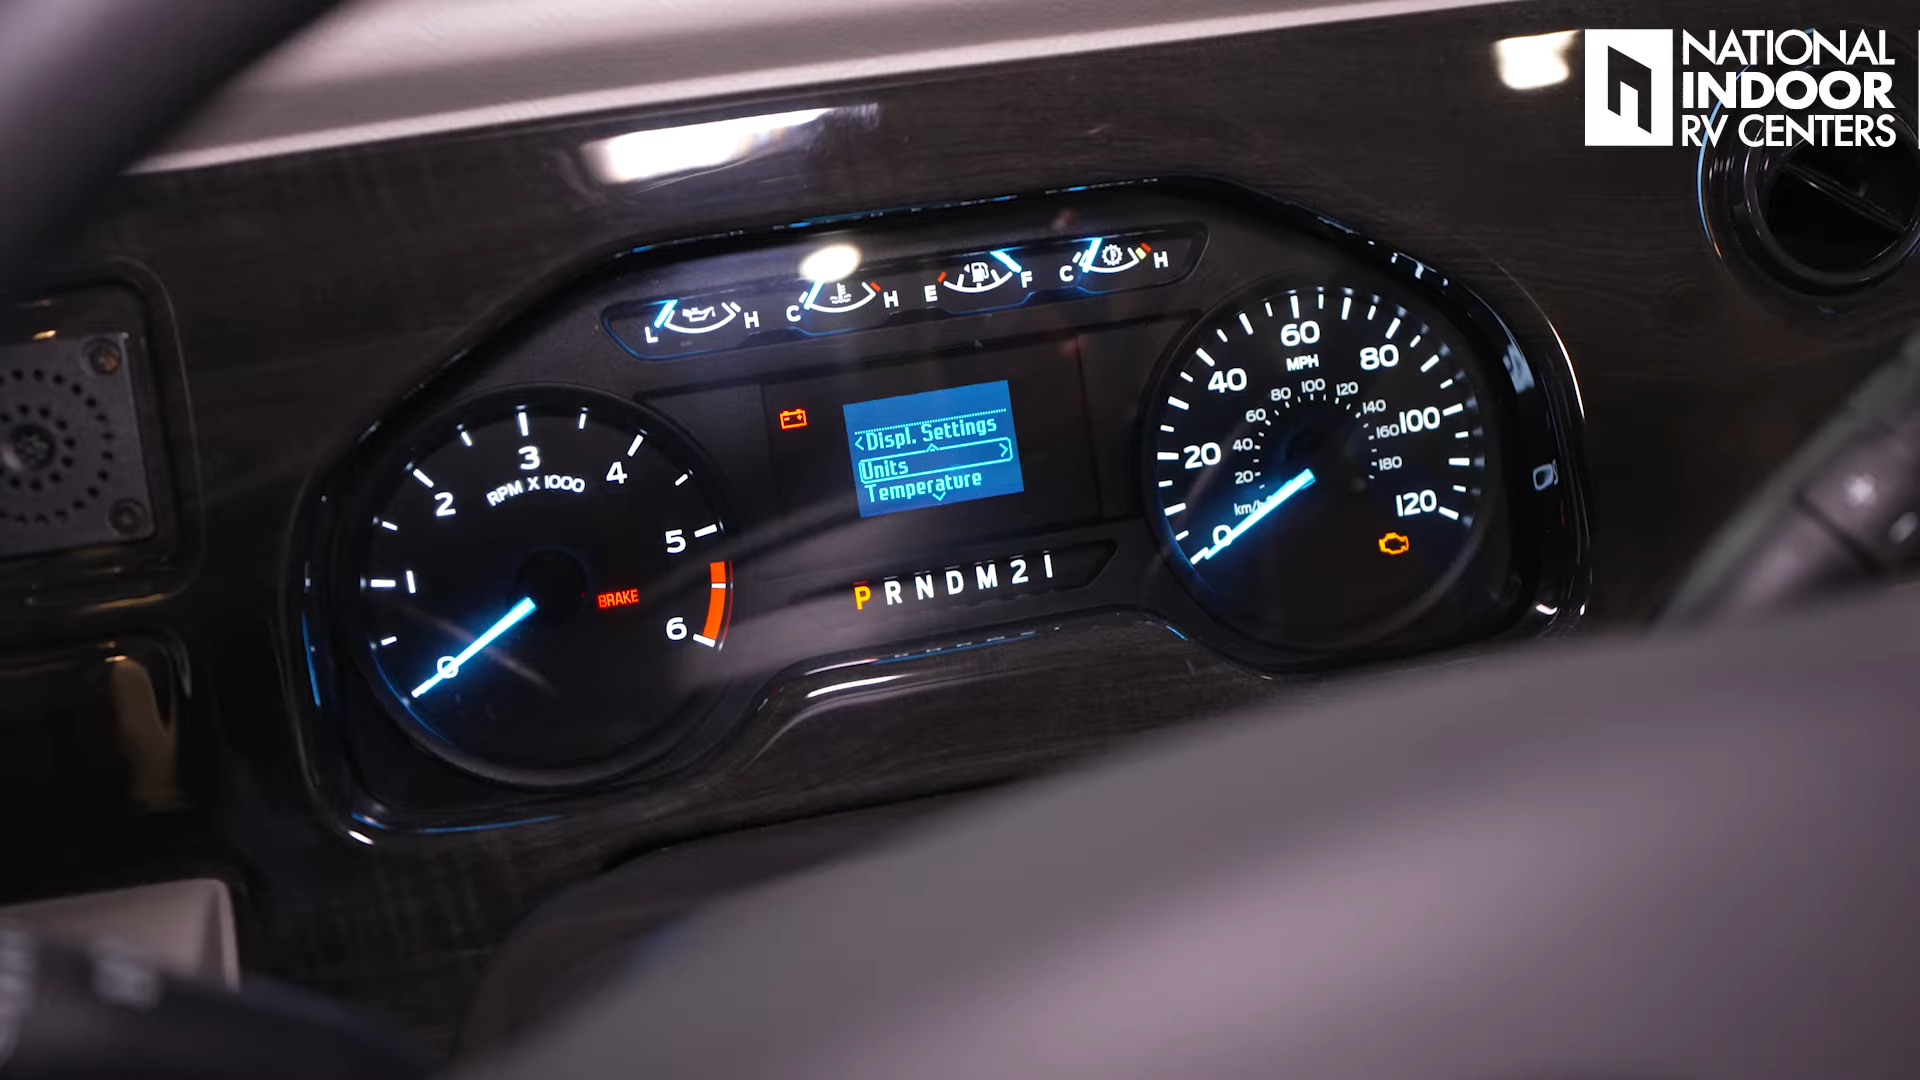 NATIONAL
INDOOR
RV CENTERS
L H C H E F C H
0 1 2 3 4 5 6
RPM X 1000
BRAKE
<Displ. Settings
Units >
Temperature
P R N D M 2 1
0 20 40 60 80 100 120
MPH
20 40 60 80 100 120 140 160 180
km/h